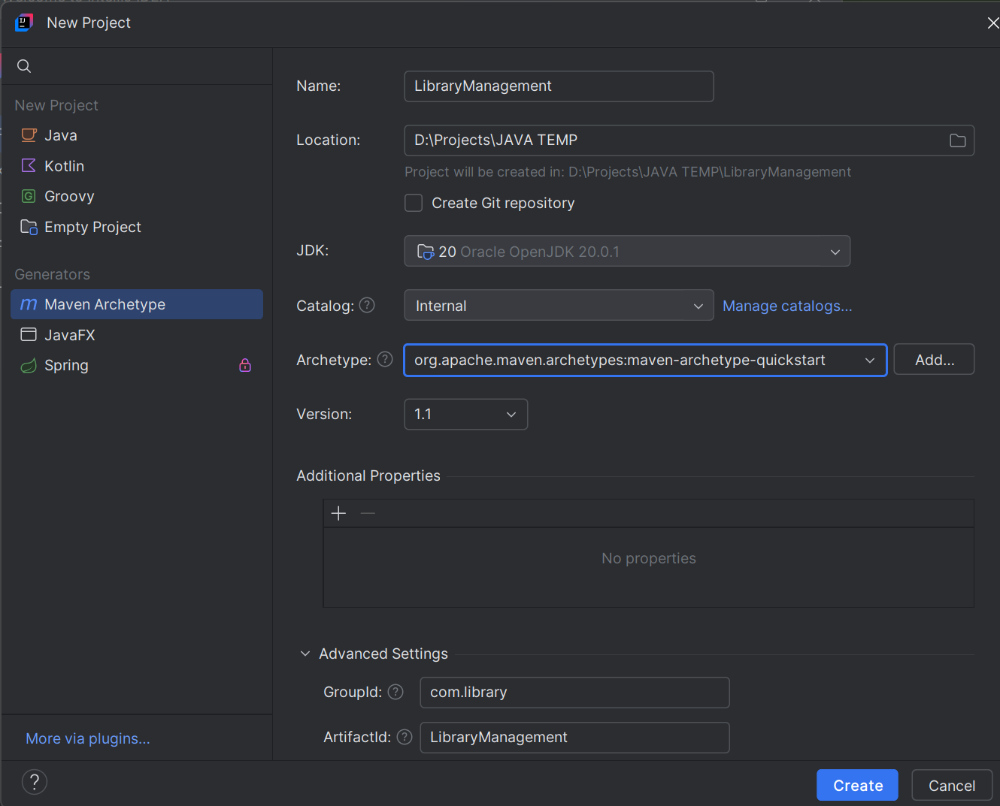 New Project
New Project
Java
Kotlin
Groovy
Empty Project
Generators
Maven Archetype
JavaFX
Spring
More via plugins...
Name:
LibraryManagement
Location:
D:\Projects\JAVA TEMP
Project will be created in: D:\Projects\JAVA TEMP\LibraryManagement
Create Git repository
JDK:
20 Oracle OpenJDK 20.0.1
Catalog: ?
Internal
Manage catalogs...
Archetype: ?
org.apache.maven.archetypes:maven-archetype-quickstart
Add...
Version:
1.1
Additional Properties
No properties
Advanced Settings
GroupId: ?
com.library
ArtifactId: ?
LibraryManagement
?
Create
Cancel